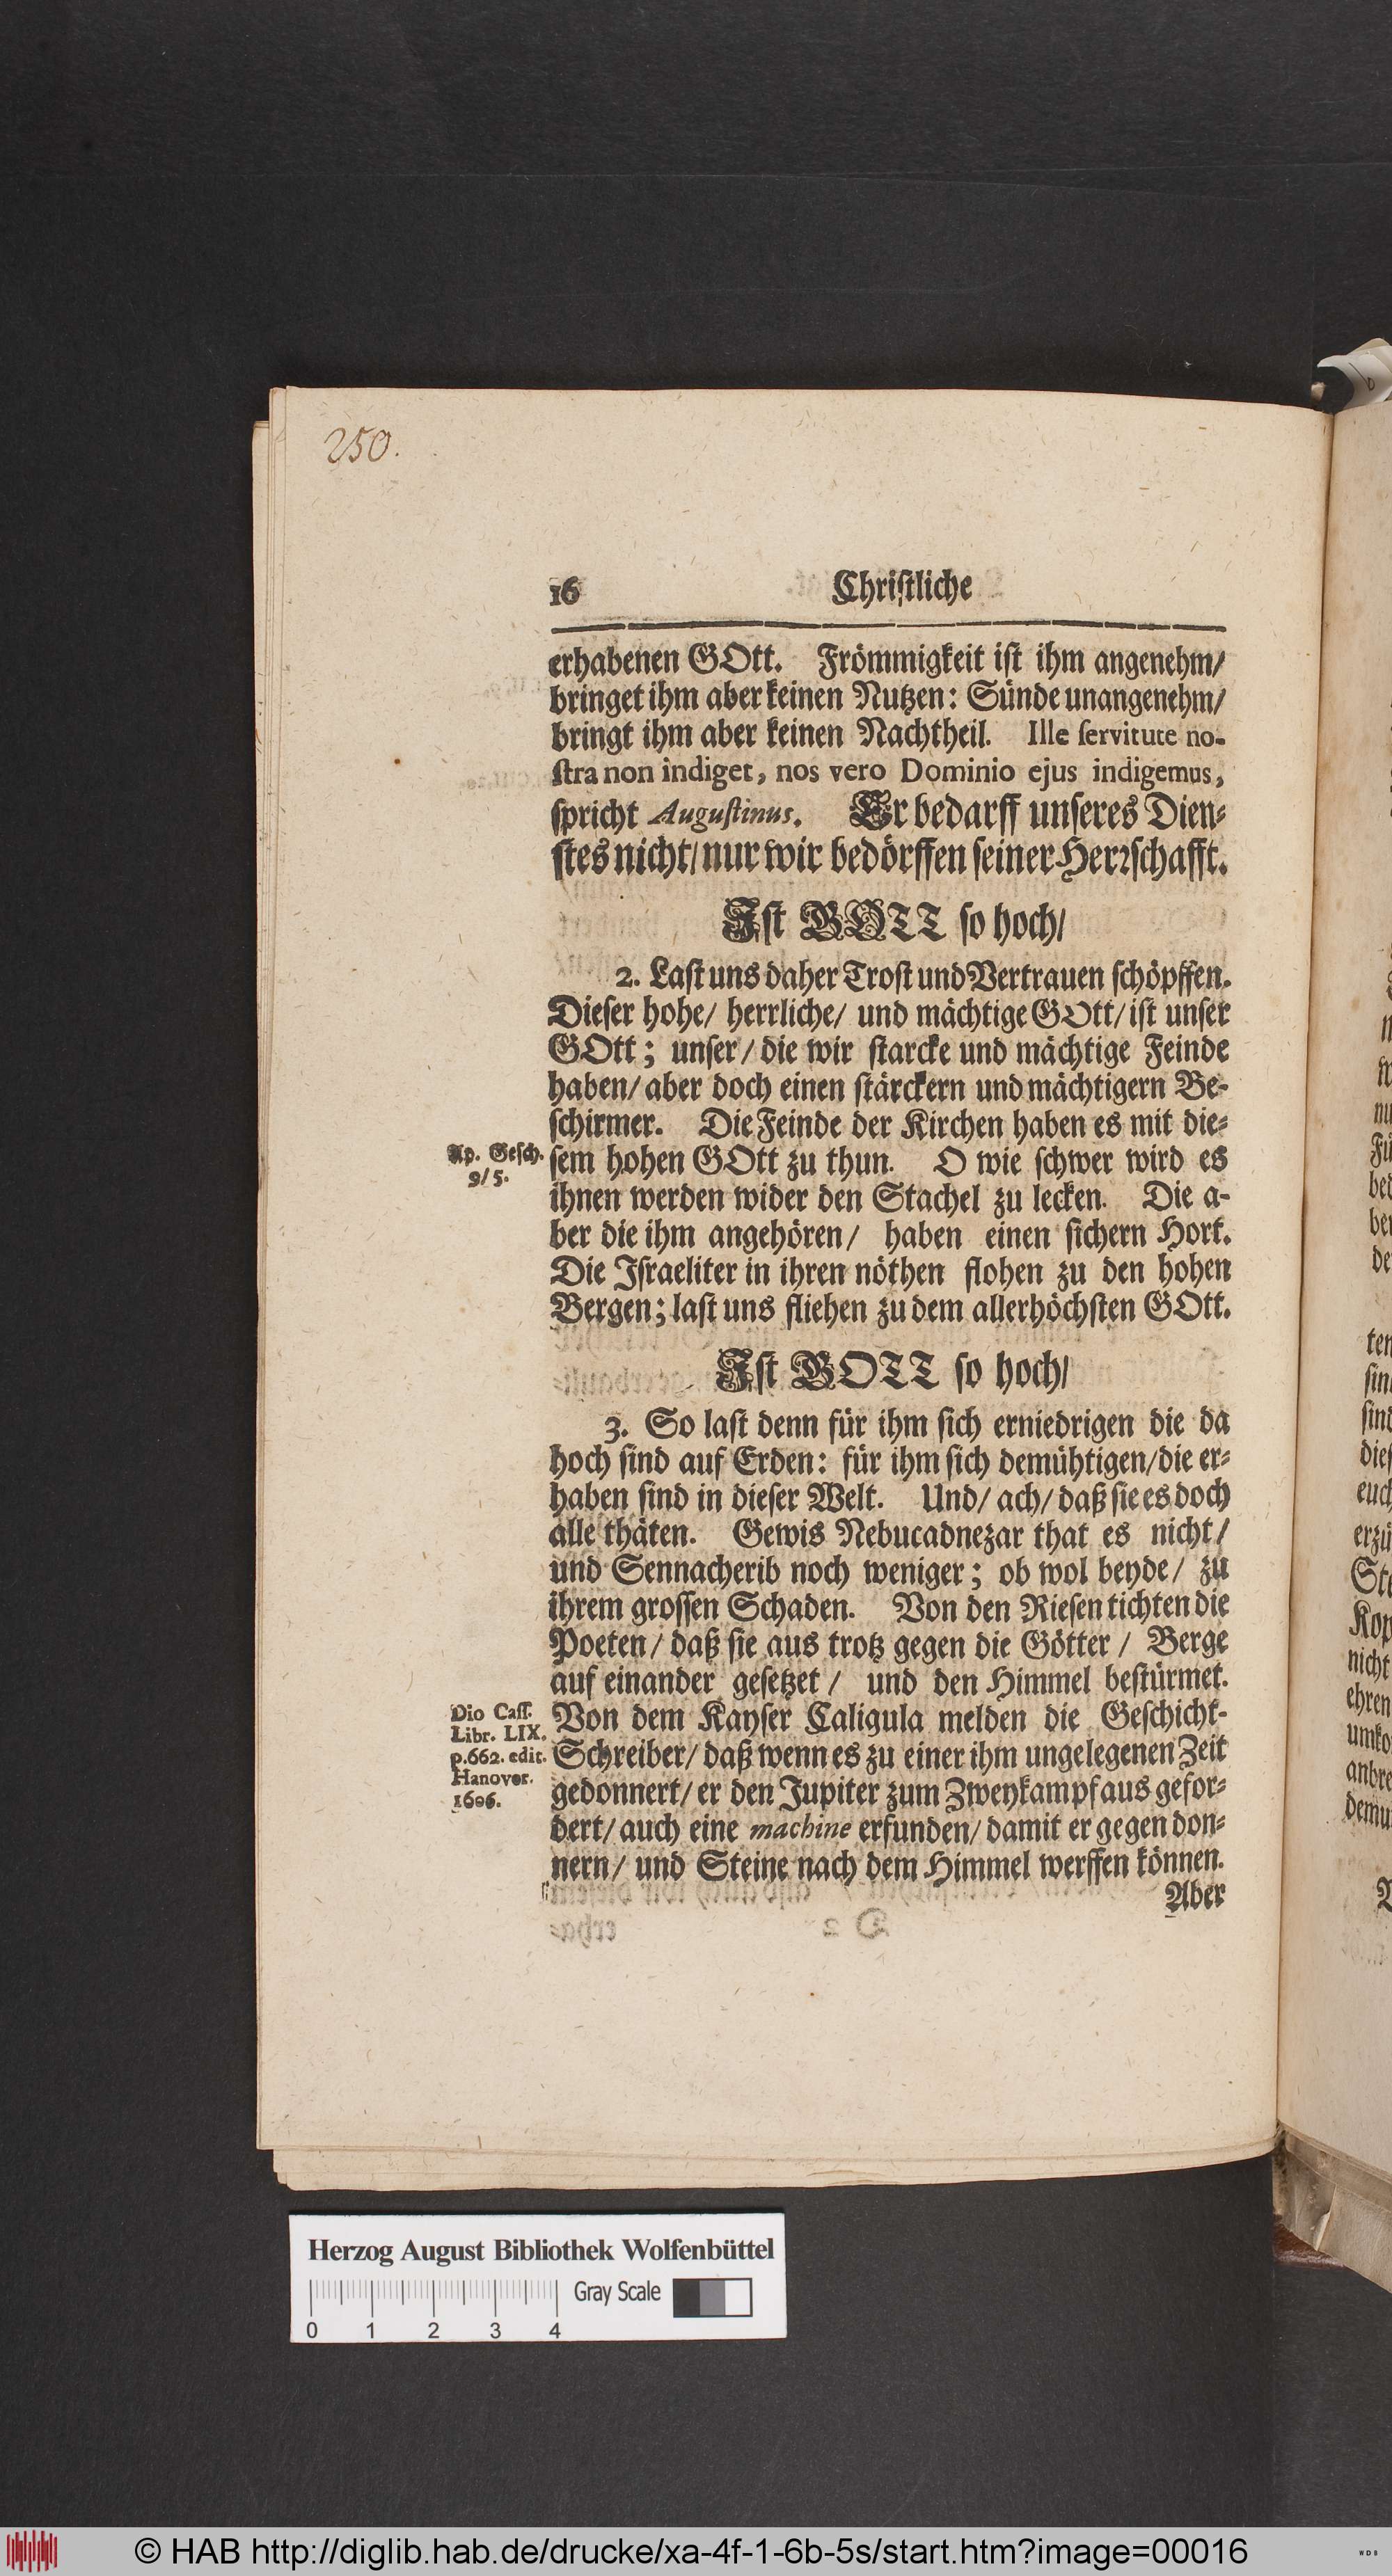 250.
16 Christliche
erhabenen GOtt. Frömmigkeit ist ihm angenehm/
bringet ihm aber keinen Nutzen: Sünde unangenehm/
bringt ihm aber keinen Nachtheil. Ille servitute no-
stra non indiget, nos vero Dominio ejus indigemus,
spricht Augustinus. Er bedarff unseres Dien-
stes nicht/ nur wir bedörffen seiner Herrschafft.
Ist GOTT so hoch/
2. Last uns daher Trost und Vertrauen schöpffen.
Dieser hohe/ herrliche/ und mächtige GOtt/ ist unser
GOtt; unser/ die wir starcke und mächtige Feinde
haben/ aber doch einen stärckern und mächtigern Be-
schirmer. Die Feinde der Kirchen haben es mit die-
Ap. Gesch.
9/5.
sem hohen GOtt zu thun. O wie schwer wird es
ihnen werden wider den Stachel zu lecken. Die a-
ber die ihm angehören/ haben einen sichern Hort.
Die Israeliter in ihren nöthen flohen zu den hohen
Bergen; last uns fliehen zu dem allerhöchsten GOtt.
Ist GOTT so hoch/
3. So last denn für ihm sich erniedrigen die da
hoch sind auf Erden: für ihm sich demühtigen/ die er-
haben sind in dieser Welt. Und/ ach/ daß sie es doch
alle thäten. Gewis Nebucadnezar that es nicht/
und Sennacherib noch weniger; ob wol beyde/ zu
ihrem grossen Schaden. Von den Riesen tichten die
Poeten/ daß sie aus trotz gegen die Götter/ Berge
auf einander gesetzet/ und den Himmel bestürmet.
Dio Cass.
Libr. LIX.
p. 662. edit.
Hanover.
1606.
Von dem Kayser Caligula melden die Geschicht-
Schreiber/ daß wenn es zu einer ihm ungelegenen Zeit
gedonnert/ er den Jupiter zum Zweykampf aus gefor-
dert/ auch eine machine erfunden/ damit er gegen don-
nern/ und Steine nach dem Himmel werffen können.
Aber
Herzog August Bibliothek Wolfenbüttel
Gray Scale
0 1 2 3 4
© HAB http://diglib.hab.de/drucke/xa-4f-1-6b-5s/start.htm?image=00016